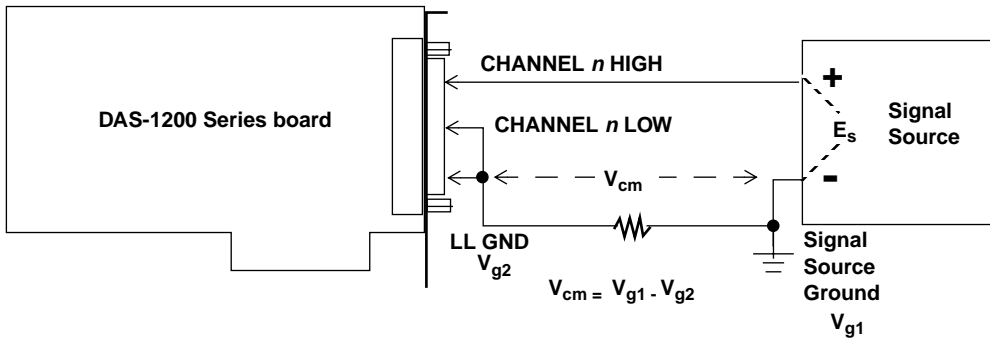 CHANNEL n HIGH
+
DAS-1200 Series board
Signal
Source
Es
CHANNEL n LOW
Vcm
-
LL GND
Vg2
Signal
Source
Ground
Vg1
Vcm = Vg1 - Vg2